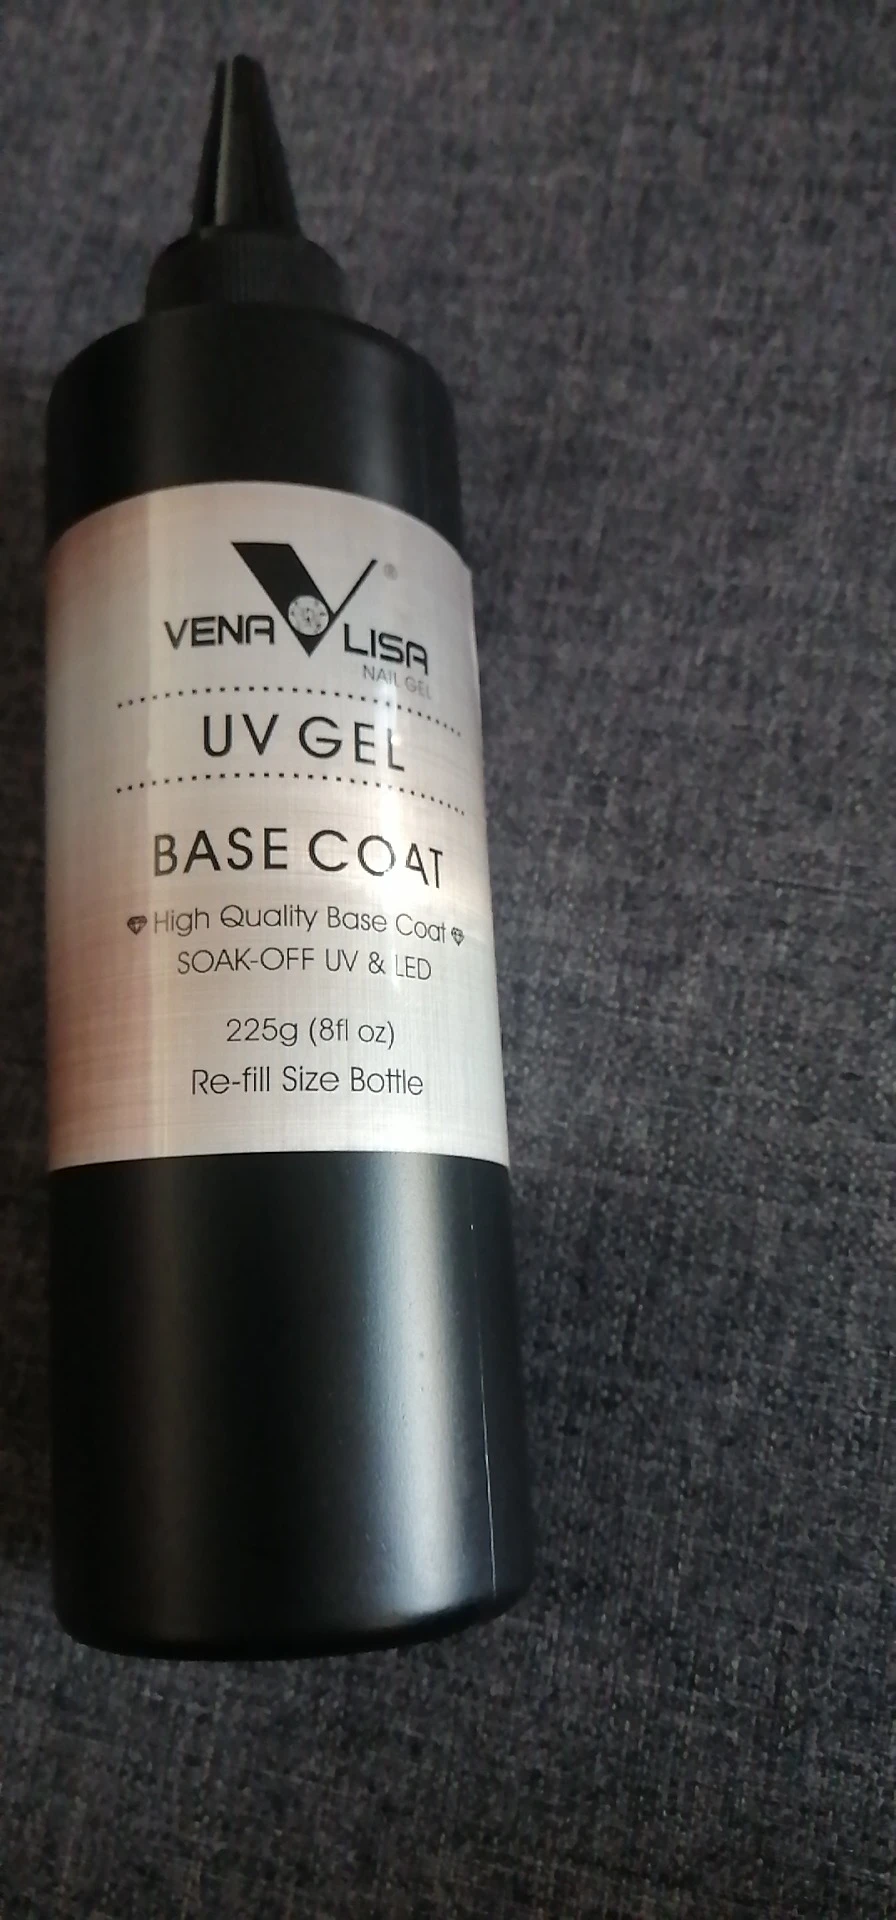 VENA LISA ®
NAIL GEL
UV GEL
BASE COAT
High Quality Base Coat
SOAK-OFF UV & LED
225g (8fl oz)
Re-fill Size Bottle